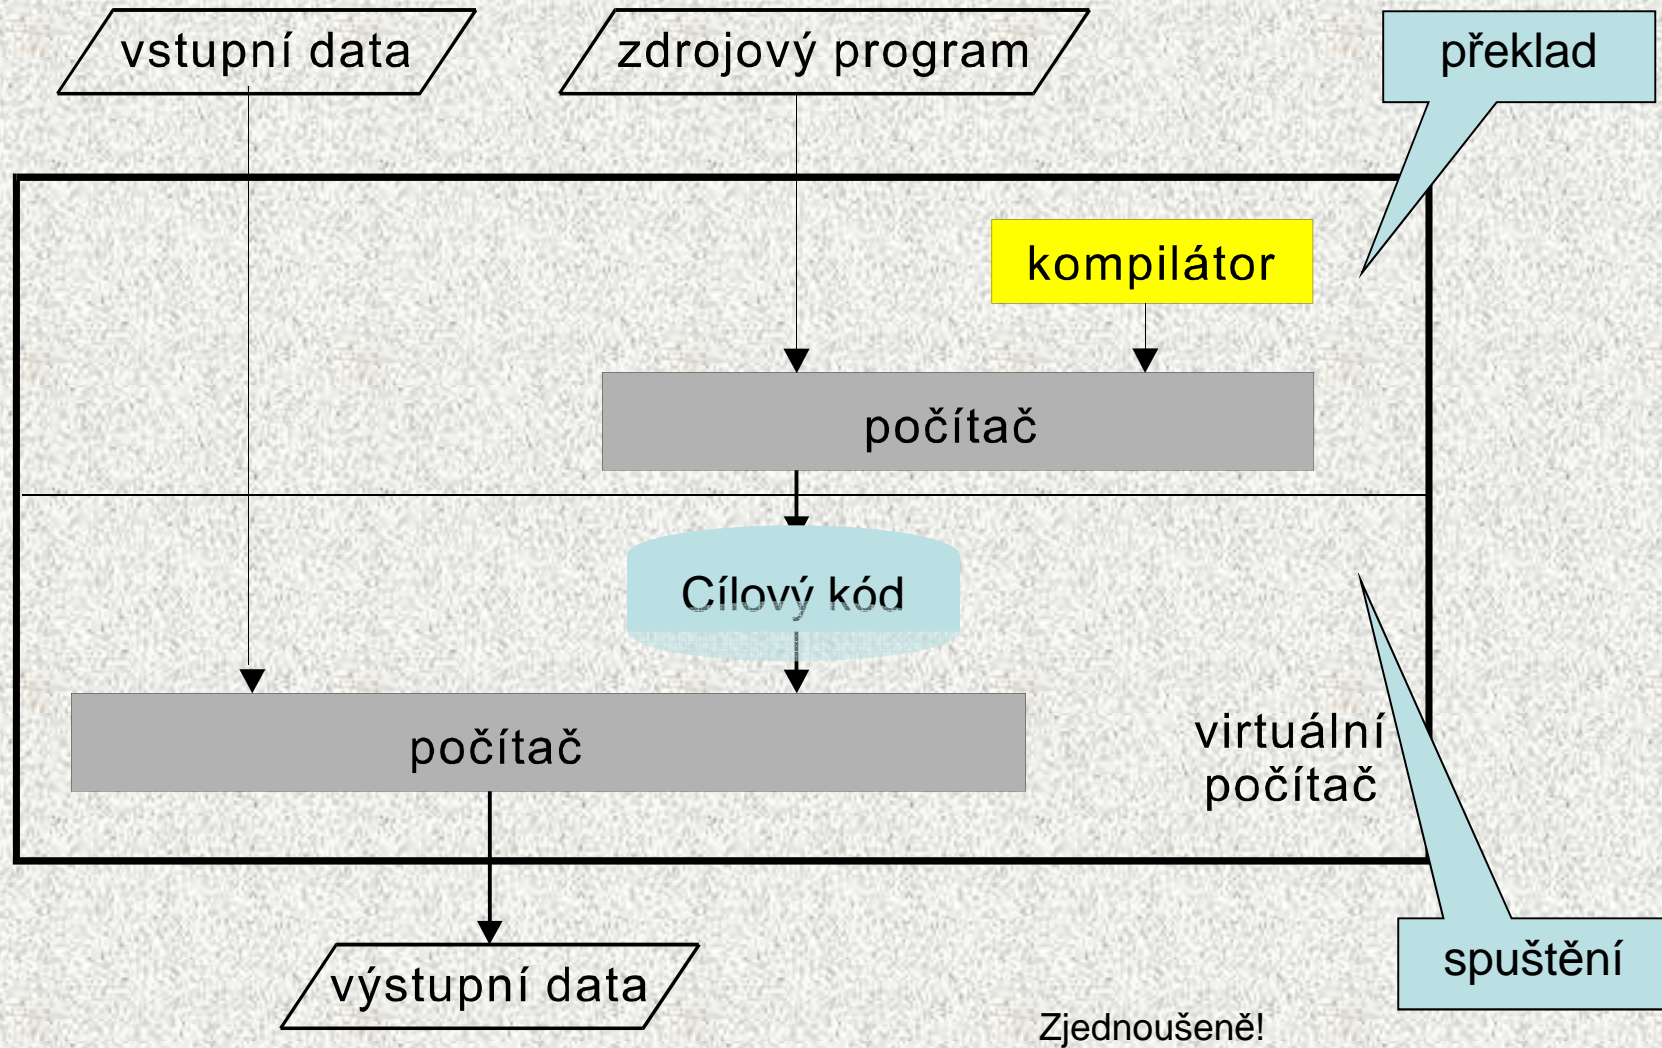 vstupní data
zdrojový program
překlad
kompilátor
počítač
Cílový kód
počítač
virtuální
počítač
spuštění
výstupní data
Zjednoušeně!